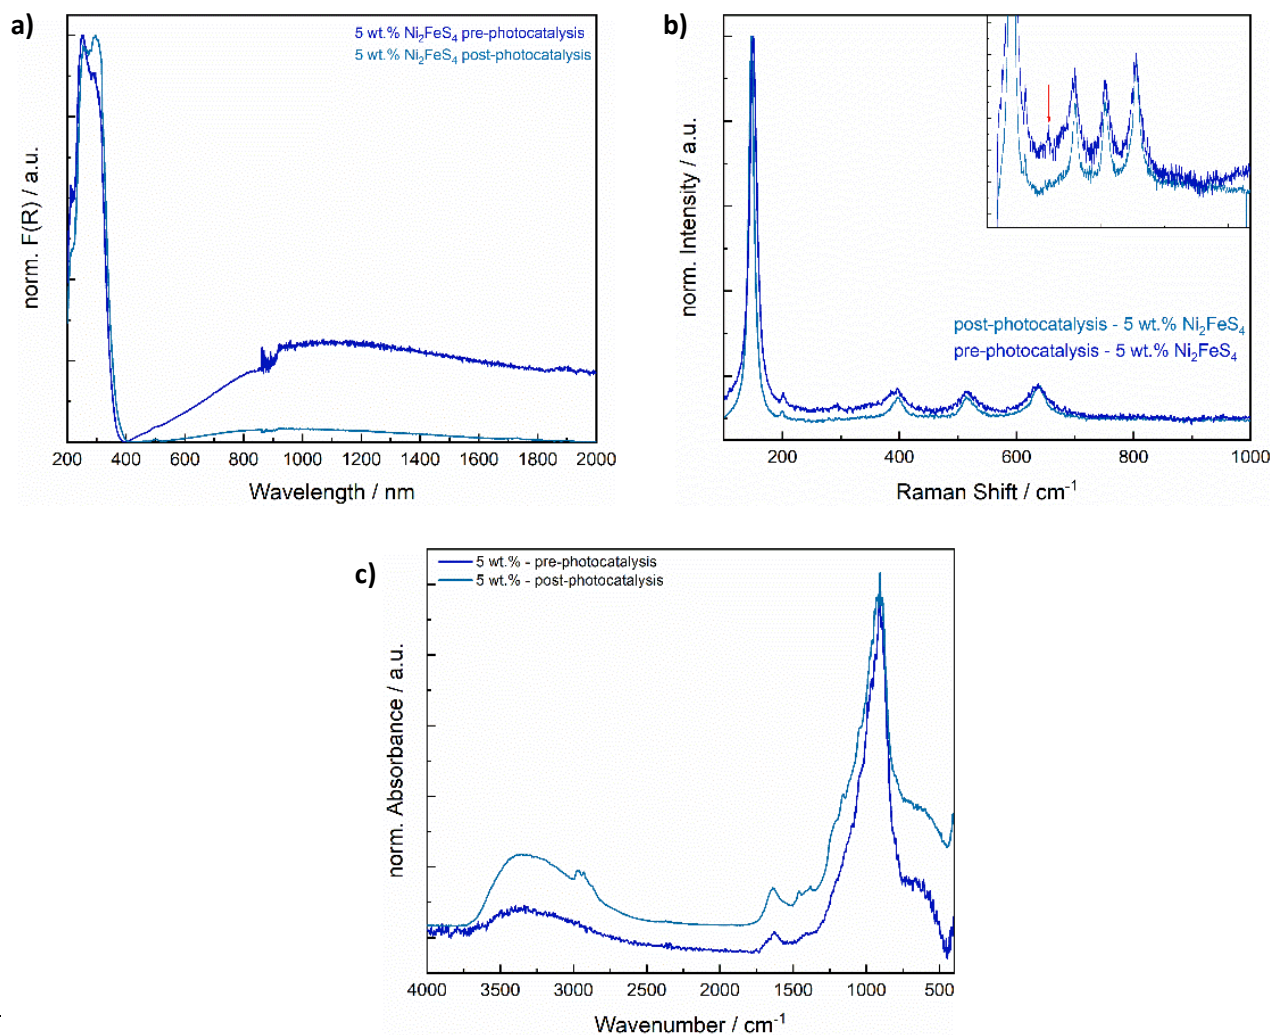 a)
5 wt.% Ni₂FeS₄ pre-photocatalysis
5 wt.% Ni₂FeS₄ post-photocatalysis
norm. F(R) / a.u.
200 400 600 800 1000 1200 1400 1600 1800 2000
Wavelength / nm
b)
norm. Intensity / a.u.
post-photocatalysis - 5 wt.% Ni₂FeS₄
pre-photocatalysis - 5 wt.% Ni₂FeS₄
200 400 600 800 1000
Raman Shift / cm⁻¹
c)
5 wt.% - pre-photocatalysis
5 wt.% - post-photocatalysis
norm. Absorbance / a.u.
4000 3500 3000 2500 2000 1500 1000 500
Wavenumber / cm⁻¹